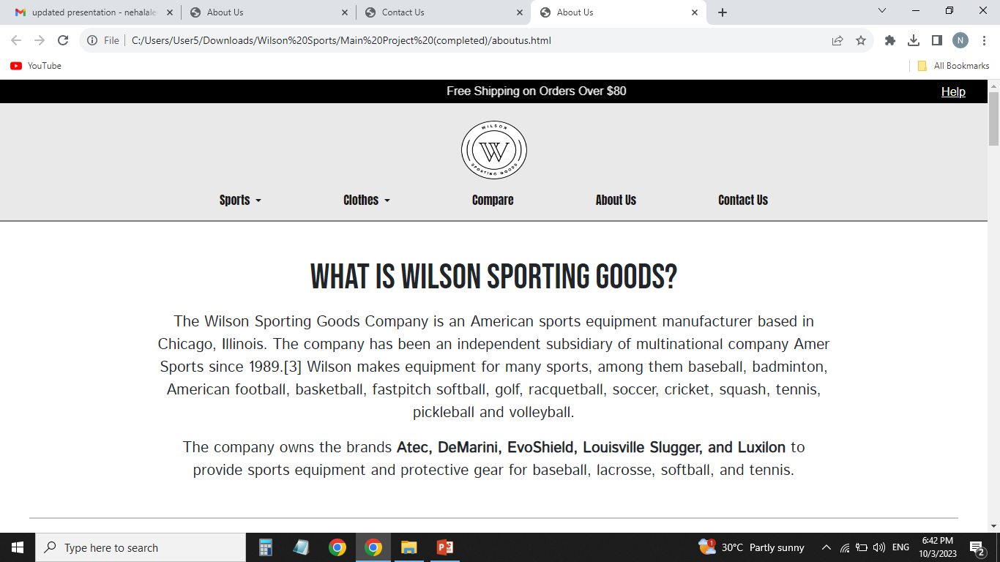 updated presentation - nehalale
About Us
Contact Us
About Us
File
C:/Users/User5/Downloads/Wilson%20Sports/Main%20Project%20(completed)/aboutus.html
N
YouTube
All Bookmarks
Free Shipping on Orders Over $80
Help
WILSON
W
SPORTING GOODS
Sports
Clothes
Compare
About Us
Contact Us
WHAT IS WILSON SPORTING GOODS?
The Wilson Sporting Goods Company is an American sports equipment manufacturer based in
Chicago, Illinois. The company has been an independent subsidiary of multinational company Amer
Sports since 1989.[3] Wilson makes equipment for many sports, among them baseball, badminton,
American football, basketball, fastpitch softball, golf, racquetball, soccer, cricket, squash, tennis,
pickleball and volleyball.
The company owns the brands Atec, DeMarini, EvoShield, Louisville Slugger, and Luxilon to
provide sports equipment and protective gear for baseball, lacrosse, softball, and tennis.
Type here to search
1
30°C Partly sunny
ENG
6:42 PM
10/3/2023
2